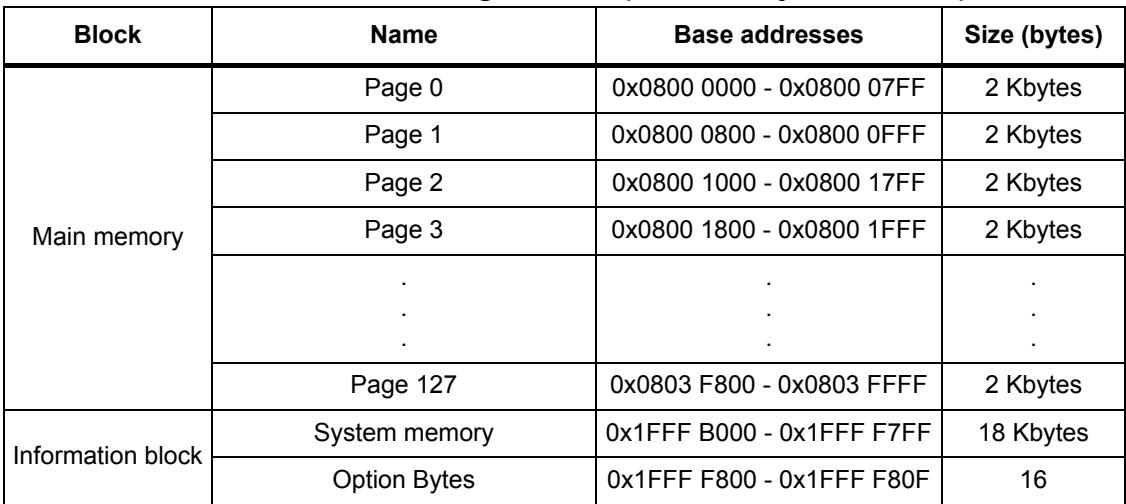 Block Name Base addresses Size (bytes)
Page 0 0x0800 0000 - 0x0800 07FF 2 Kbytes
Page 1 0x0800 0800 - 0x0800 0FFF 2 Kbytes
Page 2 0x0800 1000 - 0x0800 17FF 2 Kbytes
Main memory Page 3 0x0800 1800 - 0x0800 1FFF 2 Kbytes
. . .
. . .
. . .
Page 127 0x0803 F800 - 0x0803 FFFF 2 Kbytes
Information block System memory 0x1FFF B000 - 0x1FFF F7FF 18 Kbytes
Option Bytes 0x1FFF F800 - 0x1FFF F80F 16